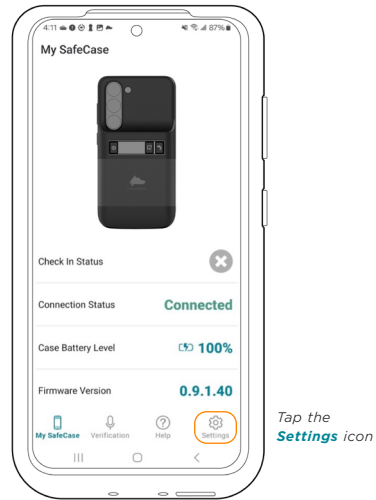 4:11 87%
My SafeCase
Check In Status
Connection Status Connected
Case Battery Level 100%
Firmware Version 0.9.1.40
My SafeCase Verification Help Settings
Tap the
Settings icon